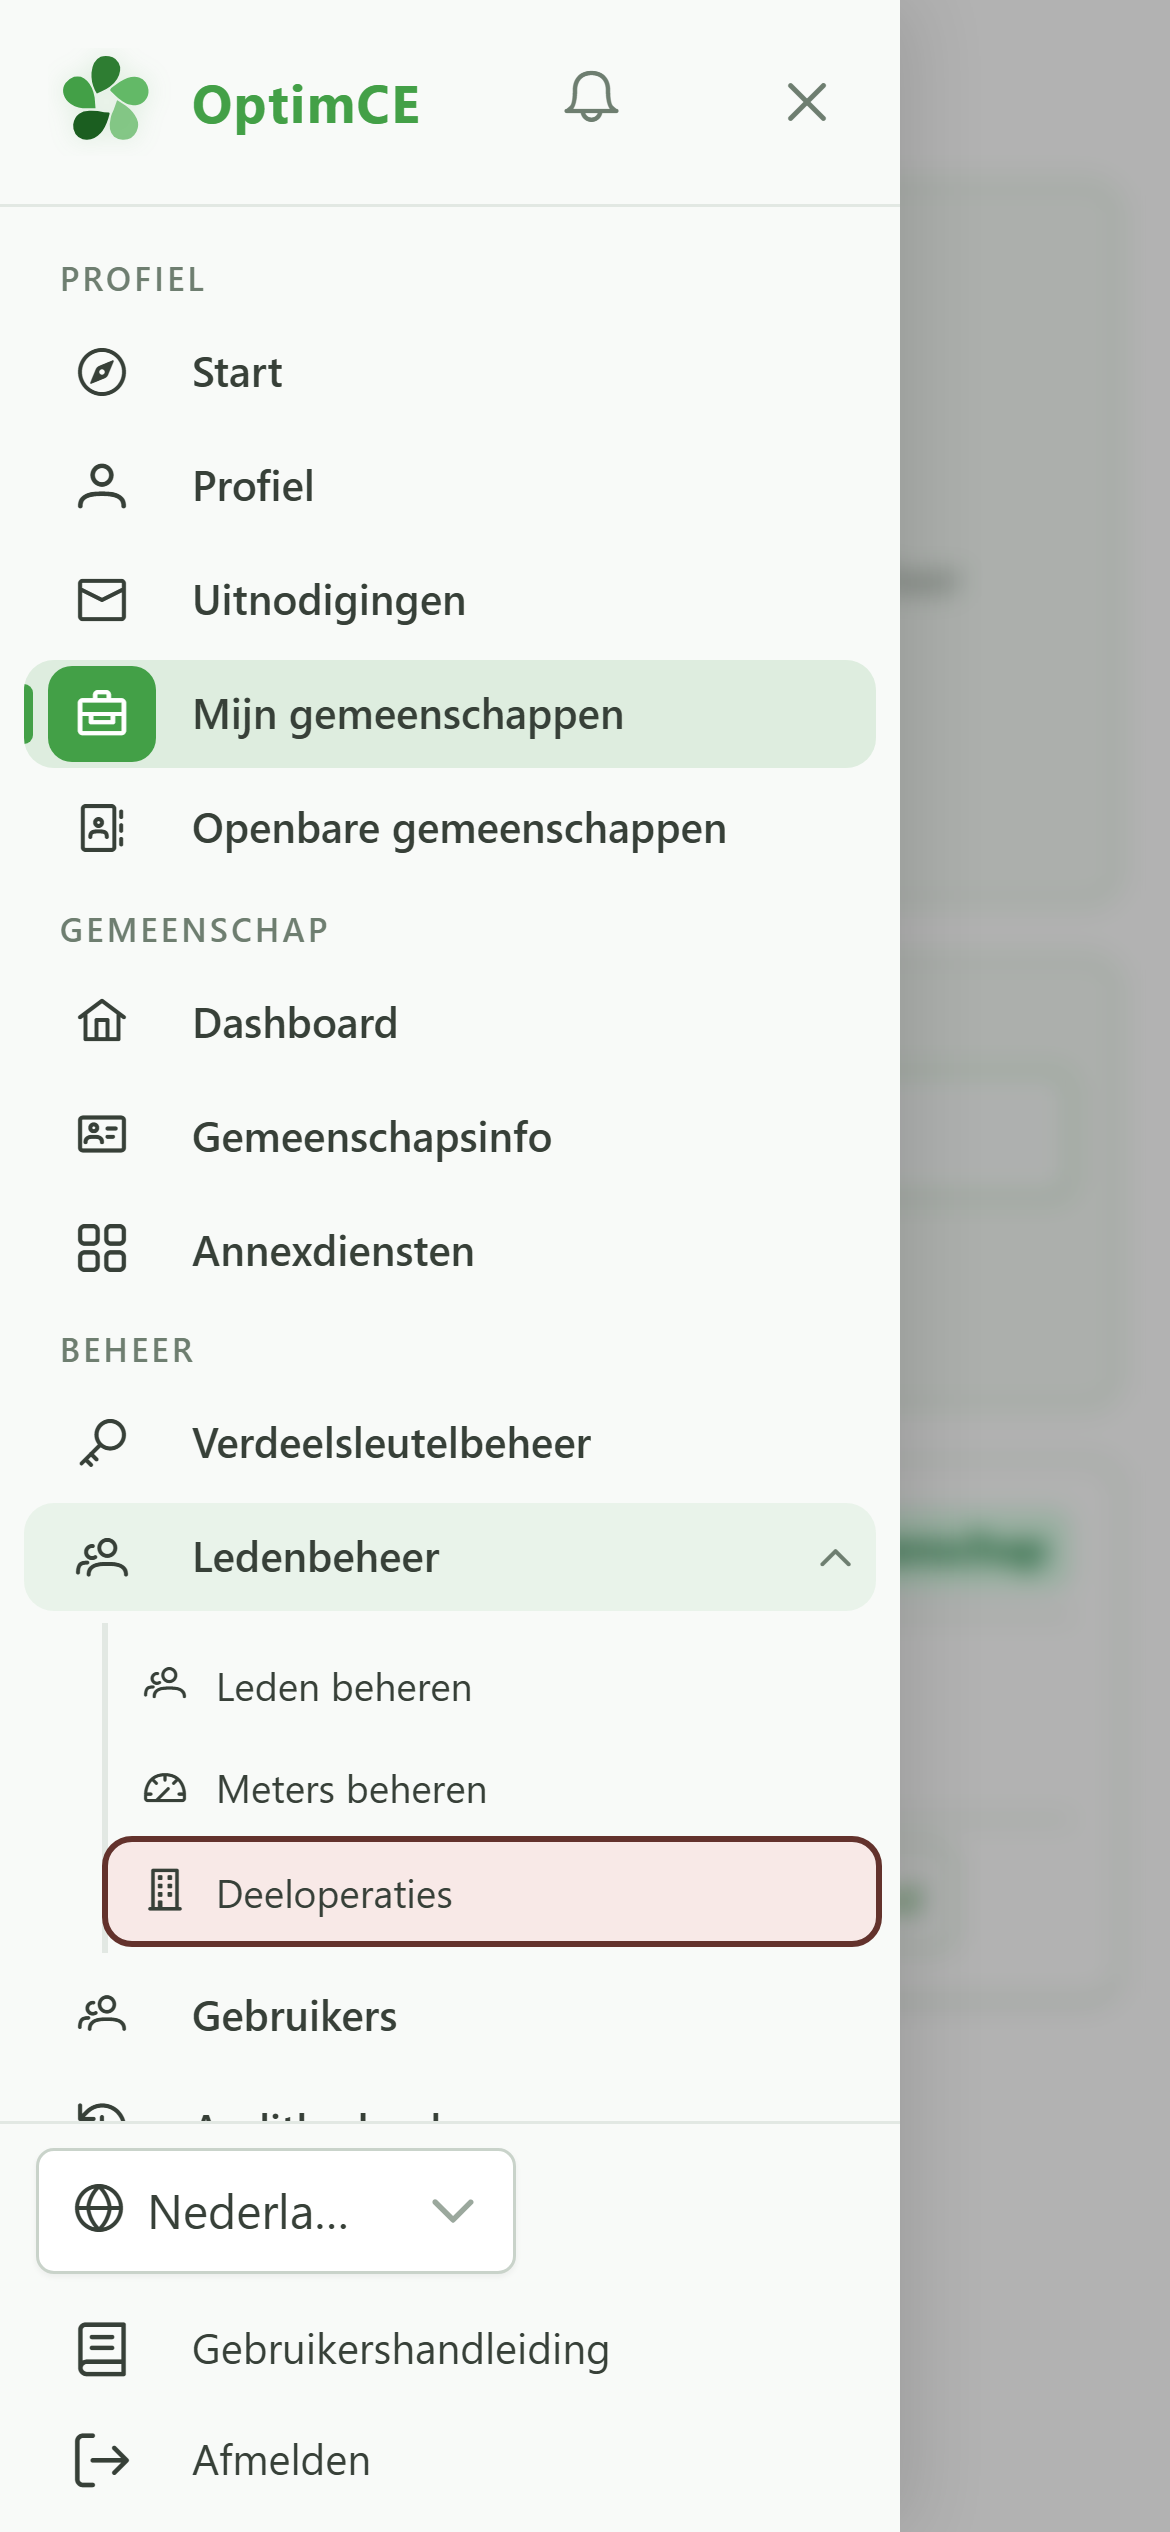 OptimCE
PROFIEL
Start
Profiel
Uitnodigingen
Mijn gemeenschappen
Openbare gemeenschappen
GEMEENSCHAP
Dashboard
Gemeenschapsinfo
Annexdiensten
BEHEER
Verdeelsleutelbeheer
Ledenbeheer
Leden beheren
Meters beheren
Deeloperaties
Gebruikers
Nederla...
Gebruikershandleiding
Afmelden